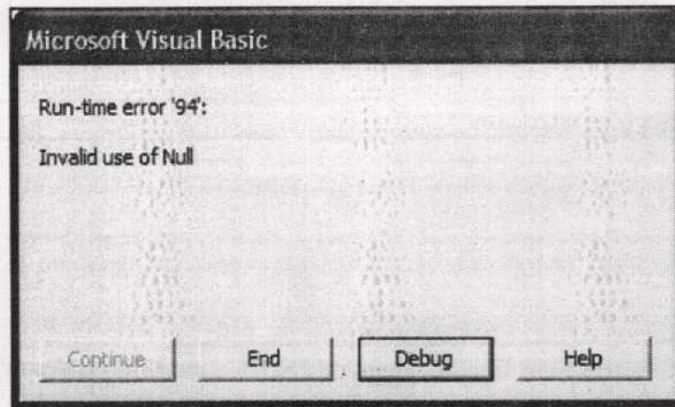 Microsoft Visual Basic
Run-time error '94':
Invalid use of Null
Continue End Debug Help